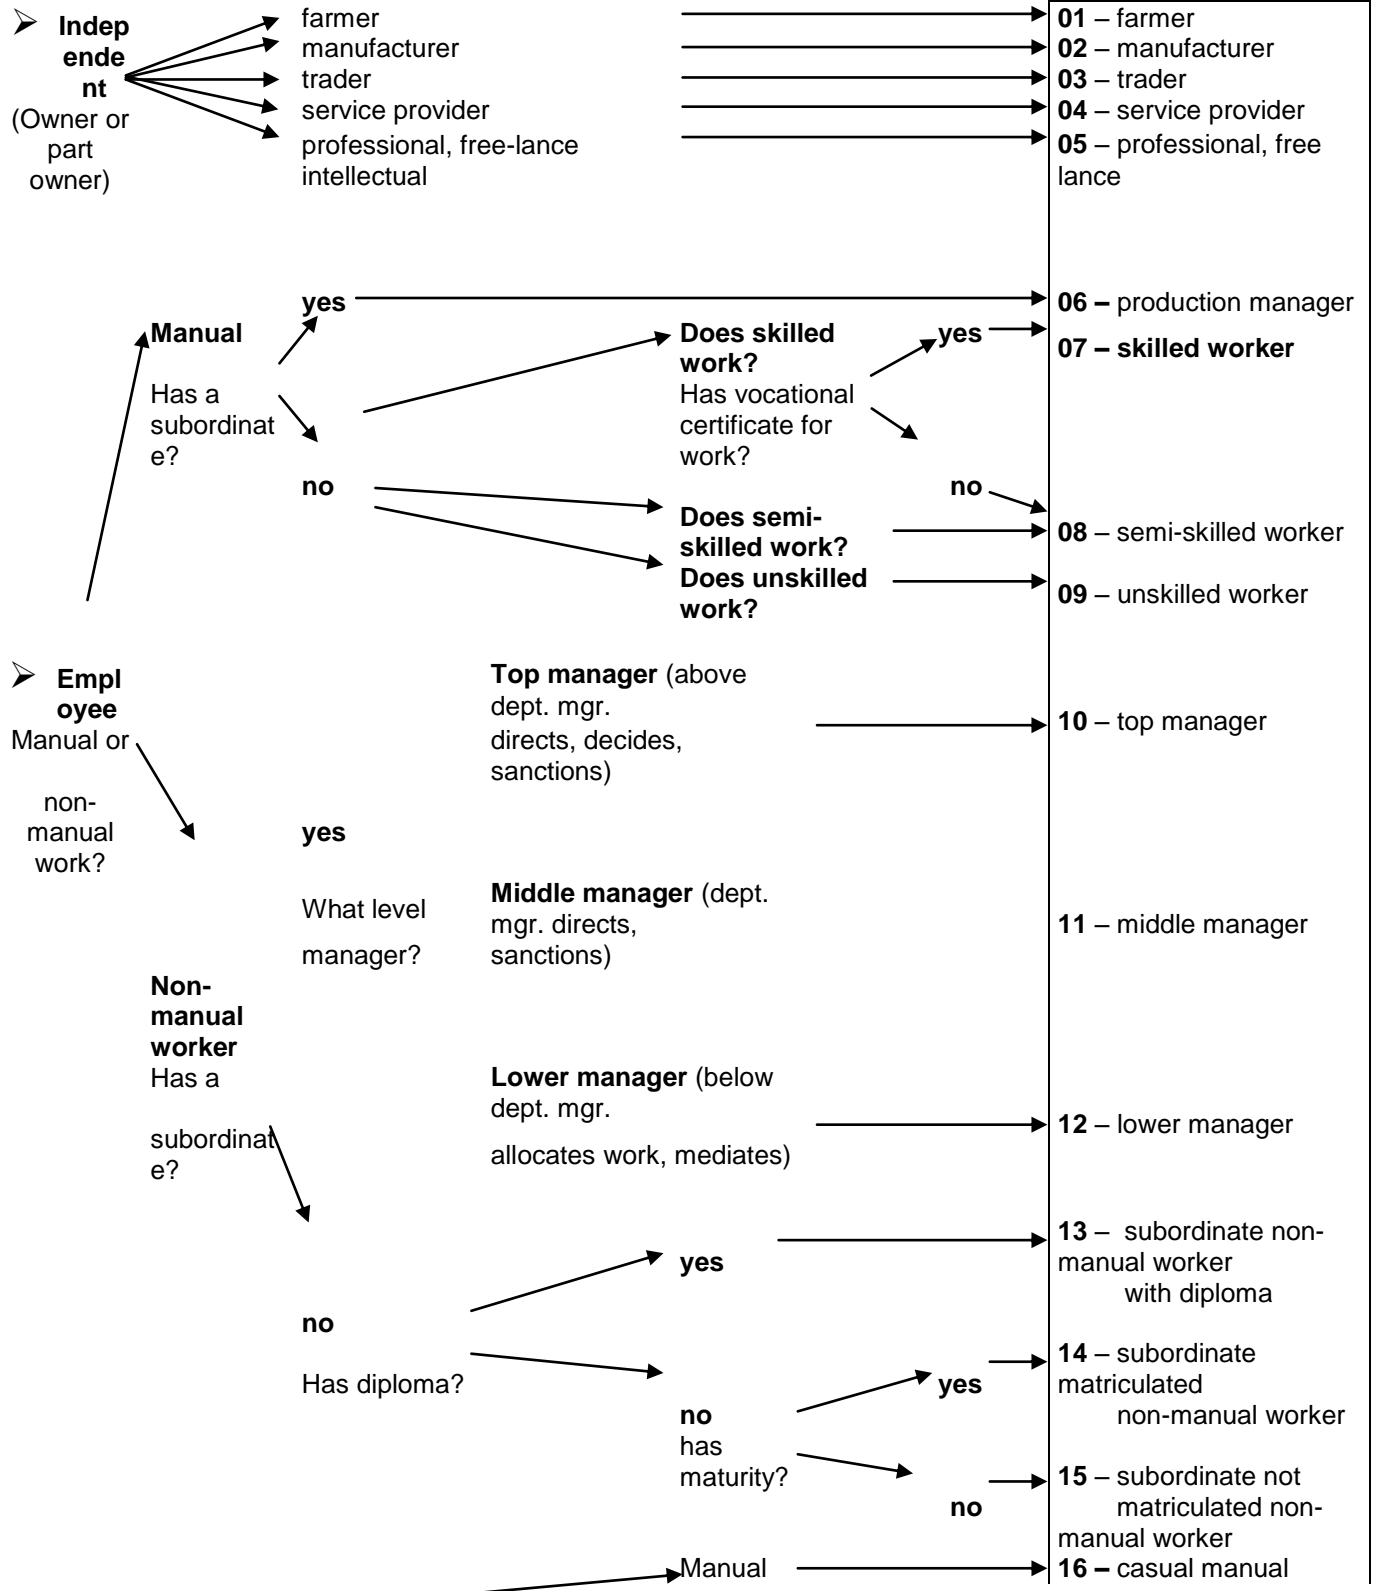 ➢ Indep
ende
nt
(Owner or
part
owner)
farmer
manufacturer
trader
service provider
professional, free-lance
intellectual
01 – farmer
02 – manufacturer
03 – trader
04 – service provider
05 – professional, free
lance
Manual
Has a
subordinat
e?
yes
no
Does skilled
work?
Has vocational
certificate for
work?
yes
no
Does semi-
skilled work?
Does unskilled
work?
06 – production manager
07 – skilled worker
08 – semi-skilled worker
09 – unskilled worker
➢ Empl
oyee
Manual or
non-
manual
work?
Non-
manual
worker
Has a
subordinat
e?
yes
What level
manager?
Top manager (above
dept. mgr.
directs, decides,
sanctions)
10 – top manager
Middle manager (dept.
mgr. directs,
sanctions)
11 – middle manager
Lower manager (below
dept. mgr.
allocates work, mediates)
12 – lower manager
no
Has diploma?
yes
13 – subordinate non-
manual worker
with diploma
no
has
maturity?
yes
14 – subordinate
matriculated
non-manual worker
no
15 – subordinate not
matriculated non-
manual worker
Manual
16 – casual manual